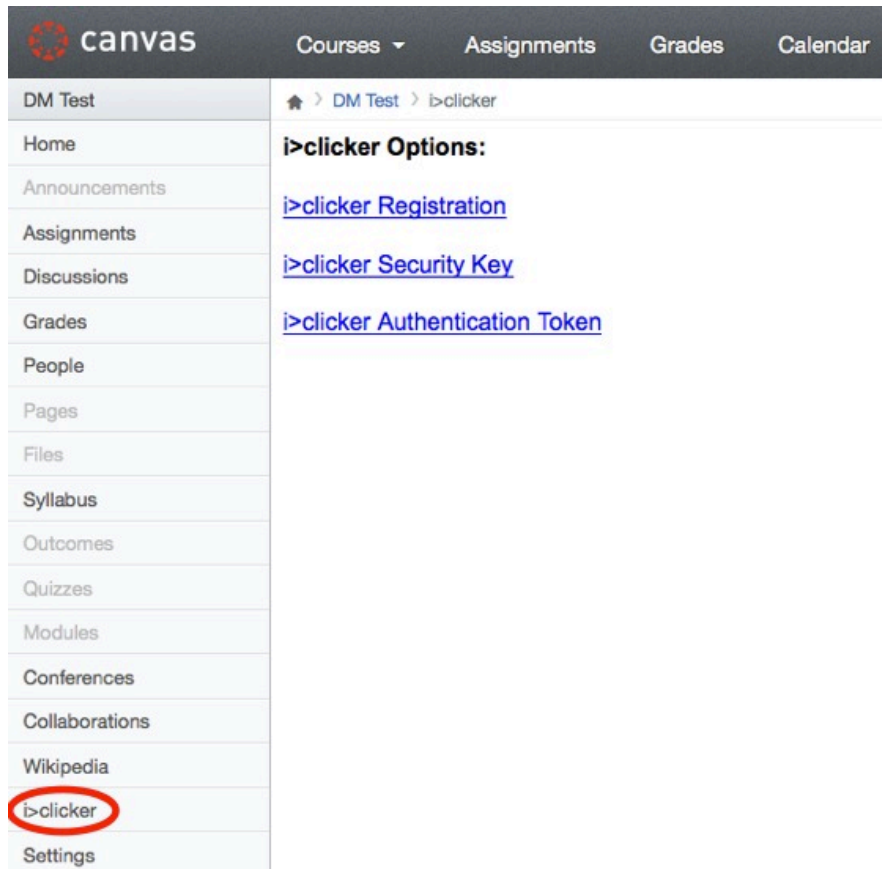 canvas
Courses Assignments Grades Calendar
DM Test
DM Test > i>clicker
Home
Announcements
Assignments
Discussions
Grades
People
Pages
Files
Syllabus
Outcomes
Quizzes
Modules
Conferences
Collaborations
Wikipedia
i>clicker
Settings
i>clicker Options:
i>clicker Registration
i>clicker Security Key
i>clicker Authentication Token